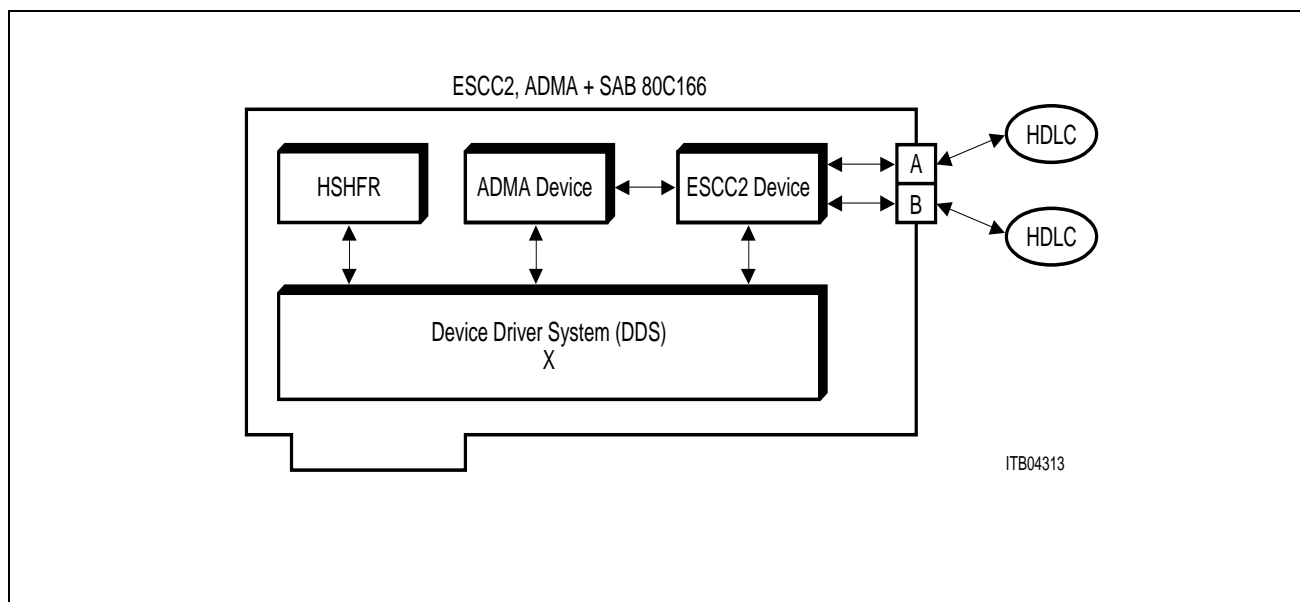 ESCC2, ADMA + SAB 80C166
HSHFR
ADMA Device
ESCC2 Device
A
B
HDLC
HDLC
Device Driver System (DDS)
X
ITB04313